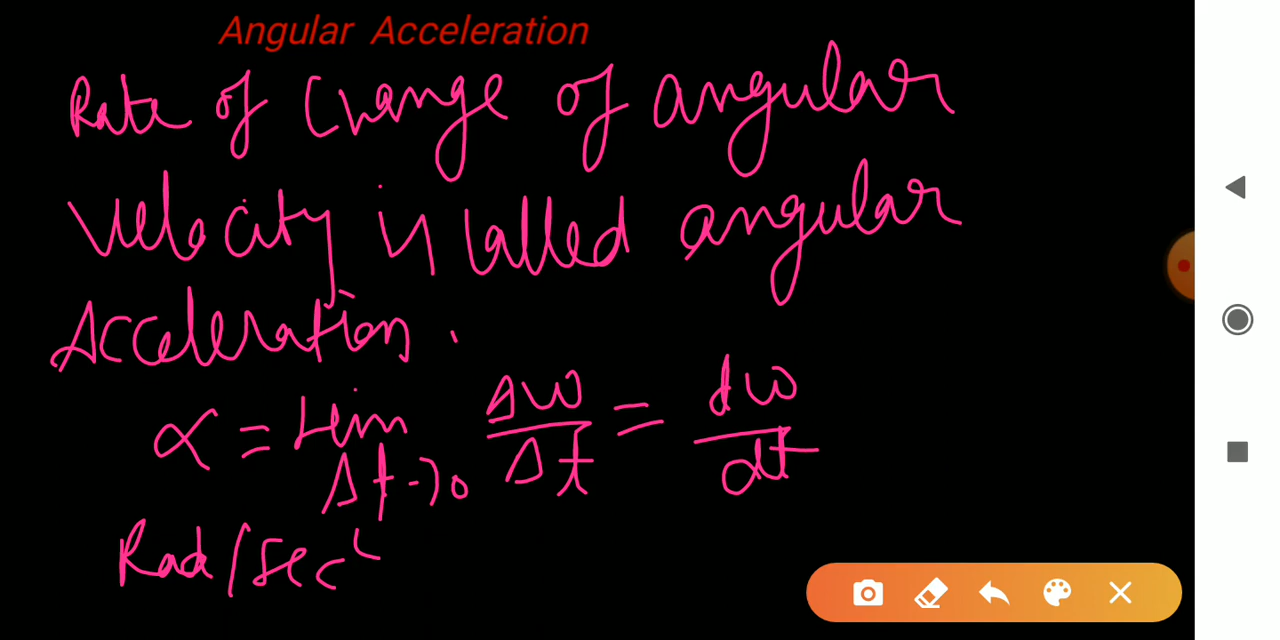 Angular Acceleration
Rate of Change of angular
velocity is called angular
Acceleration.
α = Lim Δω/Δt = dω/dt
Δt→0
Rad/sec²